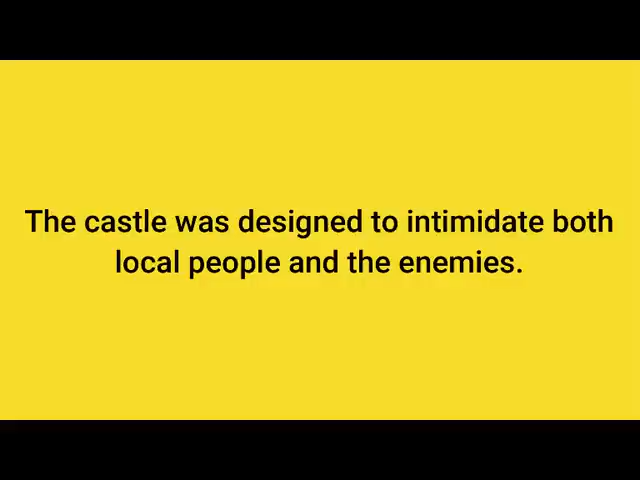 The castle was designed to intimidate both
local people and the enemies.